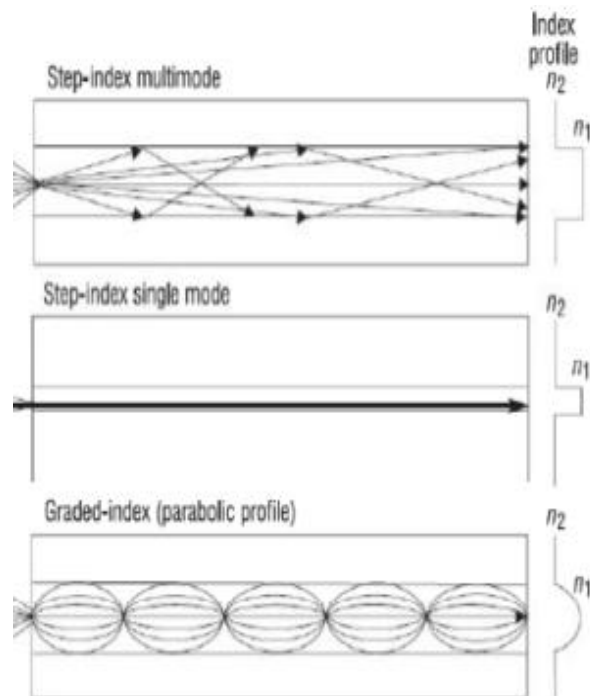 Index
profile
Step-index multimode
n2
n1
Step-index single mode
n2
n1
Graded-index (parabolic profile)
n2
n1